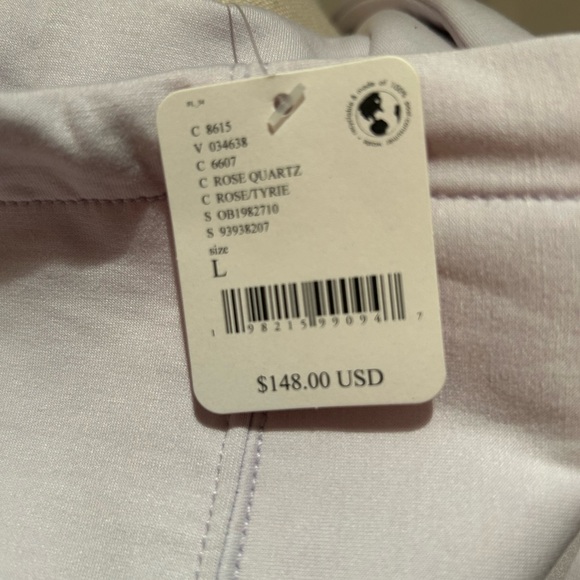 C 8615
V 034638
C 6607
C ROSE QUARTZ
C ROSE/TYRIE
S OB1982710
S 93938207
size
L
1 98215 99094 7
$148.00 USD